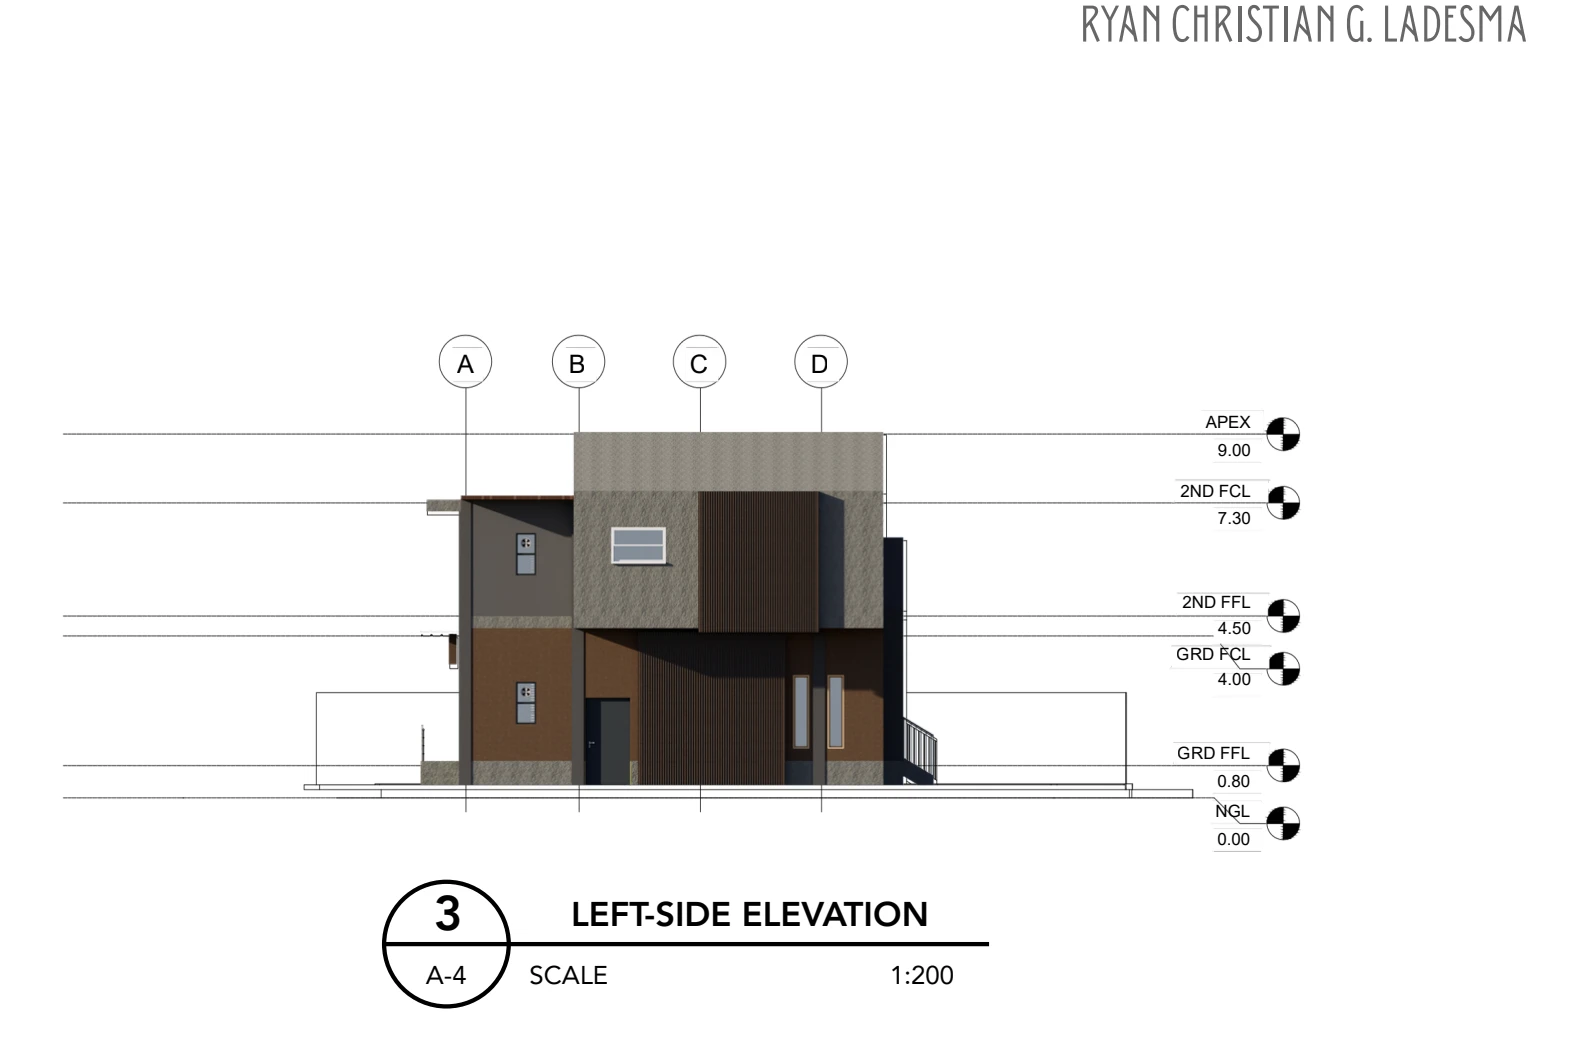 RYAN CHRISTIAN G. LADESMA
A B C D
APEX
9.00
2ND FCL
7.30
2ND FFL
4.50
GRD FCL
4.00
GRD FFL
0.80
NGL
0.00
3 LEFT-SIDE ELEVATION
A-4 SCALE 1:200